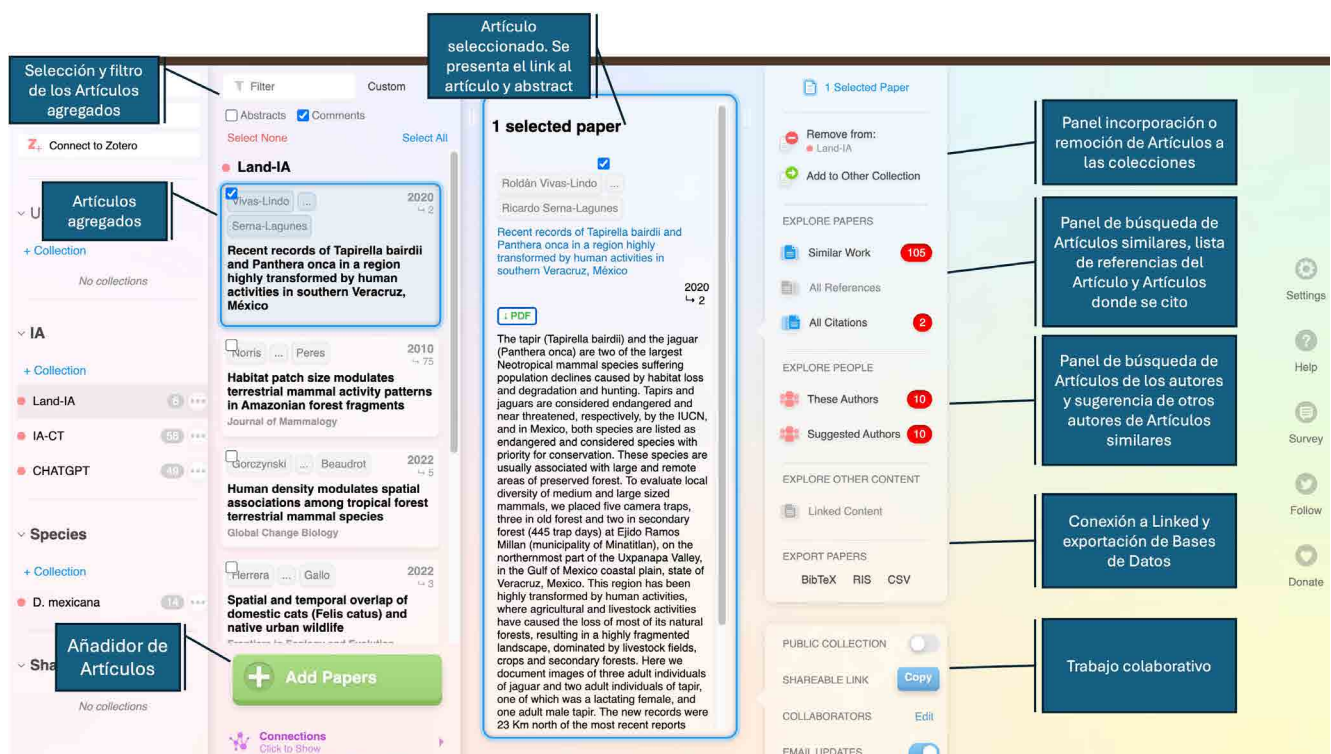 Selección y filtro
de los Artículos
agregados
Connect to Zotero
Artículos
agregados
U
+ Collection
No collections
IA
+ Collection
Land-IA 6
IA-CT 56
CHATGPT 49
Species
+ Collection
D. mexicana 14
Añadidor de
Artículos
Sha
No collections
Filter Custom
Abstracts Comments
Select None Select All
Land-IA
Vivas-Lindo ... 2020
2
Serna-Lagunes
Recent records of Tapirella bairdii
and Panthera onca in a region
highly transformed by human
activities in southern Veracruz,
México
Norris ... Peres 2010
75
Habitat patch size modulates
terrestrial mammal activity patterns
in Amazonian forest fragments
Journal of Mammalogy
Gorczynski ... Beaudrot 2022
5
Human density modulates spatial
associations among tropical forest
terrestrial mammal species
Global Change Biology
Herrera ... Gallo 2022
3
Spatial and temporal overlap of
domestic cats (Felis catus) and
native urban wildlife
Frontiers in Ecology and Evolution
Add Papers
Connections
Click to Show
Artículo
seleccionado. Se
presenta el link al
artículo y abstract
1 selected paper
Roldán Vivas-Lindo ...
Ricardo Serna-Lagunes
Recent records of Tapirella bairdii and
Panthera onca in a region highly
transformed by human activities in
southern Veracruz, México
2020
2
↓ PDF
The tapir (Tapirella bairdii) and the jaguar
(Panthera onca) are two of the largest
Neotropical mammal species suffering
population declines caused by habitat loss
and degradation and hunting. Tapirs and
jaguars are considered endangered and
near threatened, respectively, by the IUCN,
and in Mexico, both species are listed as
endangered and considered species with
priority for conservation. These species are
usually associated with large and remote
areas of preserved forest. To evaluate local
diversity of medium and large sized
mammals, we placed five camera traps,
three in old forest and two in secondary
forest (445 trap days) at Ejido Ramos
Millan (municipality of Minatitlan), on the
northernmost part of the Uxpanapa Valley,
in the Gulf of Mexico coastal plain, state of
Veracruz, Mexico. This region has been
highly transformed by human activities,
where agricultural and livestock activities
have caused the loss of most of its natural
forests, resulting in a highly fragmented
landscape, dominated by livestock fields,
crops and secondary forests. Here we
document images of three adult individuals
of jaguar and two adult individuals of tapir,
one of which was a lactating female, and
one adult male tapir. The new records were
23 Km north of the most recent reports
1 Selected Paper
Remove from:
Land-IA
Add to Other Collection
EXPLORE PAPERS
Similar Work 105
All References
All Citations 2
EXPLORE PEOPLE
These Authors 10
Suggested Authors 10
EXPLORE OTHER CONTENT
Linked Content
EXPORT PAPERS
BibTeX RIS CSV
PUBLIC COLLECTION
SHAREABLE LINK Copy
COLLABORATORS Edit
EMAIL UPDATES
Panel incorporación o
remoción de Artículos a
las colecciones
Panel de búsqueda de
Artículos similares, lista
de referencias del
Artículo y Artículos
donde se cito
Panel de búsqueda de
Artículos de los autores
y sugerencia de otros
autores de Artículos
similares
Conexión a Linked y
exportación de Bases
de Datos
Trabajo colaborativo
Settings
Help
Survey
Follow
Donate